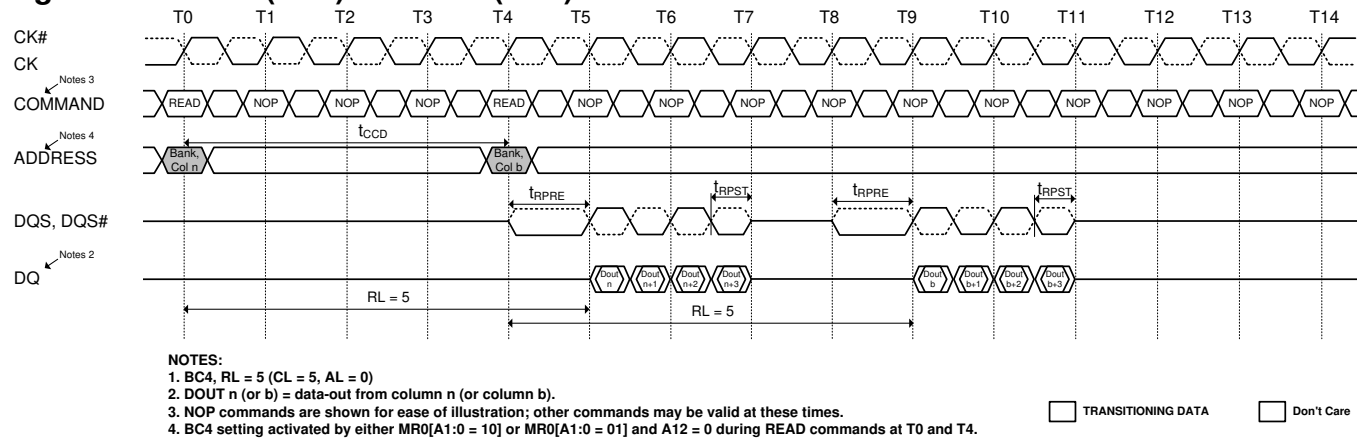 T0 T1 T2 T3 T4 T5 T6 T7 T8 T9 T10 T11 T12 T13 T14
CK#
CK
Notes 3
COMMAND READ NOP NOP NOP READ NOP NOP NOP NOP NOP NOP NOP NOP NOP NOP
tCCD
Notes 4
ADDRESS
Bank, Col n
Bank, Col b
tRPRE tRPST tRPRE tRPST
DQS, DQS#
Notes 2
DQ
Dout n Dout n+1 Dout n+2 Dout n+3 Dout b Dout b+1 Dout b+2 Dout b+3
RL = 5
RL = 5
NOTES:
1. BC4, RL = 5 (CL = 5, AL = 0)
2. DOUT n (or b) = data-out from column n (or column b).
3. NOP commands are shown for ease of illustration; other commands may be valid at these times.
4. BC4 setting activated by either MR0[A1:0 = 10] or MR0[A1:0 = 01] and A12 = 0 during READ commands at T0 and T4.
TRANSITIONING DATA Don't Care